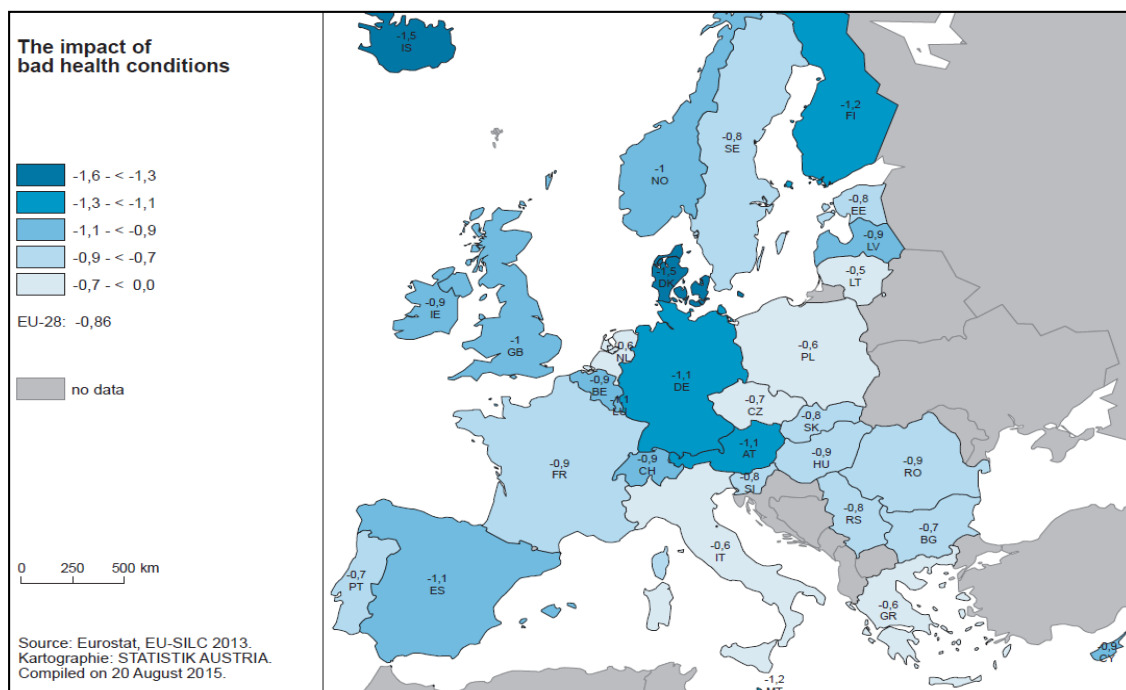 The impact of
bad health conditions
-1,6 - < -1,3
-1,3 - < -1,1
-1,1 - < -0,9
-0,9 - < -0,7
-0,7 - < 0,0
EU-28: -0,86
no data
0 250 500 km
Source: Eurostat, EU-SILC 2013.
Kartographie: STATISTIK AUSTRIA.
Compiled on 20 August 2015.
-1,5
IS
-1,2
FI
-0,8
SE
-1
NO
-0,8
EE
-0,9
LV
-0,5
LT
-1,5
DK
-0,9
IE
-1
GB
-0,6
NL
-0,6
PL
-0,9
BE
-1,1
LU
-1,1
DE
-0,7
CZ
-0,8
SK
-1,1
AT
-0,9
HU
-0,9
RO
-0,9
FR
-0,9
CH
-0,8
SI
-0,8
RS
-0,7
BG
-0,6
IT
-0,7
PT
-1,1
ES
-0,6
GR
-0,9
CY
-1,2
MT